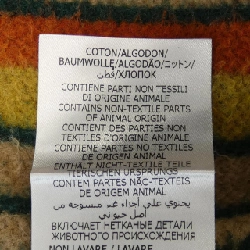 COTON/ALGODON/
BAUMWOLLE/ALGODÃO/コットン/
قطن/ХЛОПОК
CONTIENE PARTI NON TESSILI
DI ORIGINE ANIMALE
CONTAINS NON-TEXTILE PARTS
OF ANIMAL ORIGIN
CONTIENT DES PARTIES
NON TEXTILES D'ORIGINE
ANIMALE
CONTIENE PARTES NO
TEXTILES DE ORIGEN ANIMAL
ENTHÄLT NICHT-TEXTILE TEILE
TIERISCHEN URSPRUNGS
CONTÉM PARTES NÃO-TÊXTEIS
DE ORIGEM ANIMAL
يحتوي على أجزاء غير منسوجة من
أصل حيواني
ВКЛЮЧАЕТ НЕТКАНЫЕ ДЕТАЛИ
ЖИВОТНОГО ПРОИСХОЖДЕНИЯ
NON LAVARE / LAVARE